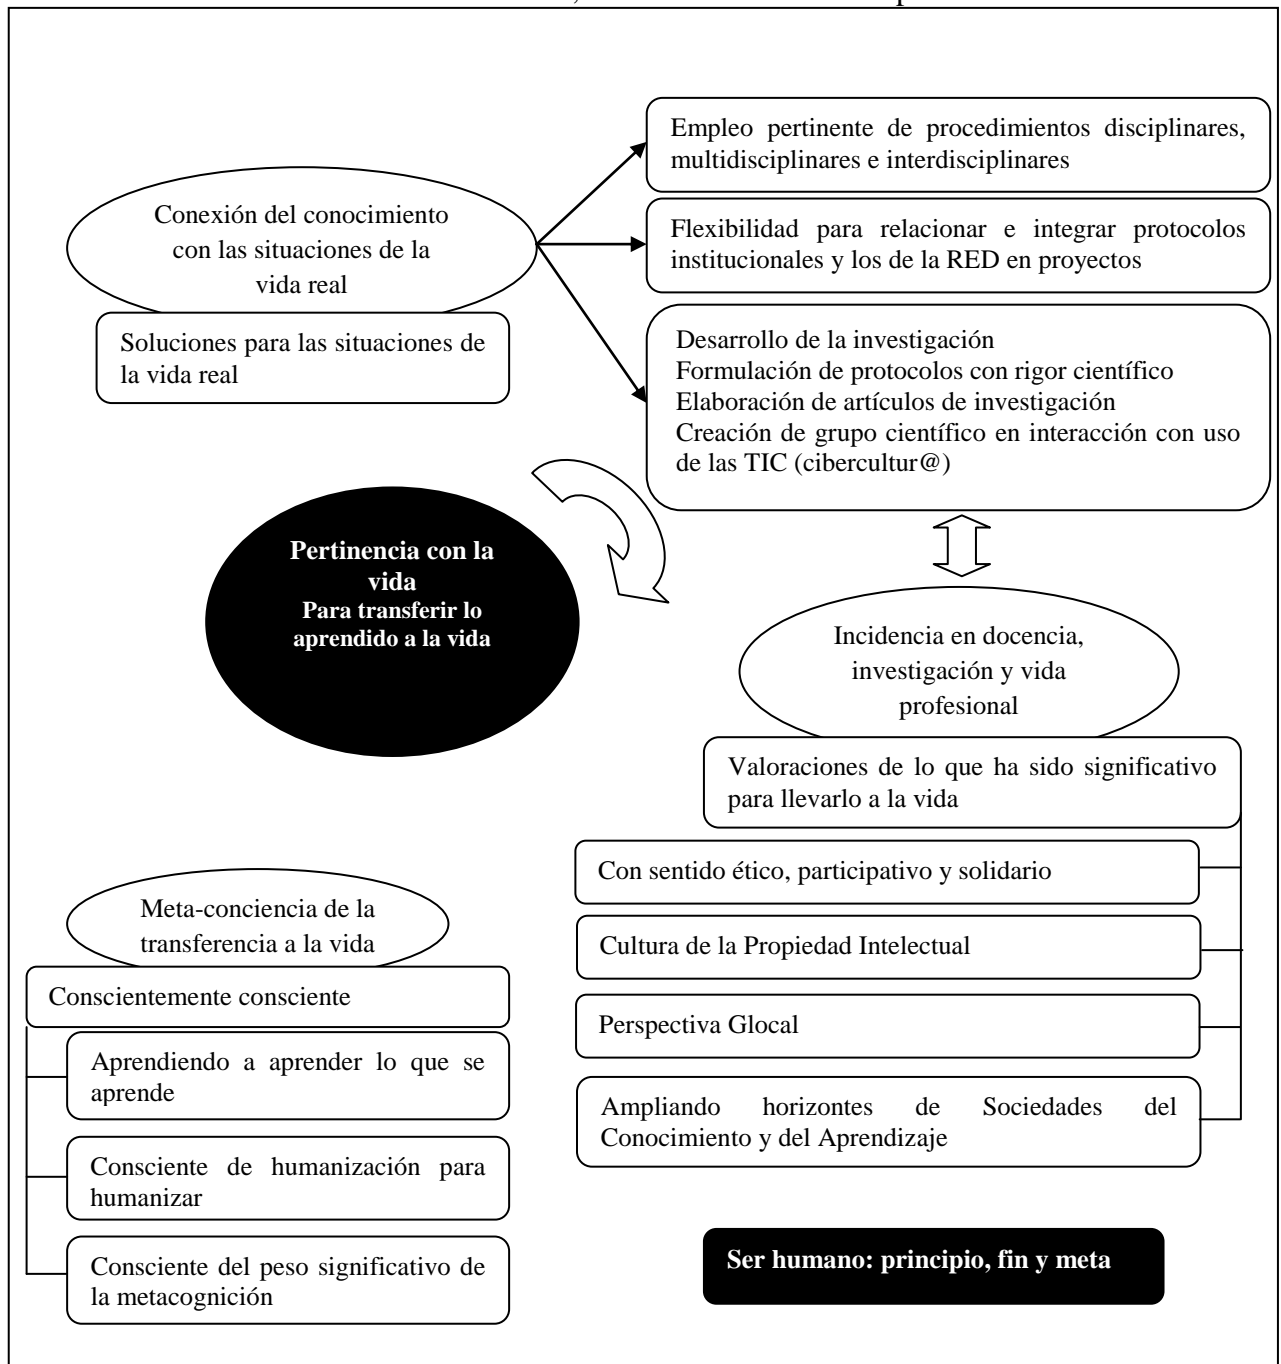 Empleo pertinente de procedimientos disciplinares,
multidisciplinares e interdisciplinares
Conexión del conocimiento
con las situaciones de la
vida real
Flexibilidad para relacionar e integrar protocolos
institucionales y los de la RED en proyectos
Soluciones para las situaciones de
la vida real
Desarrollo de la investigación
Formulación de protocolos con rigor científico
Elaboración de artículos de investigación
Creación de grupo científico en interacción con uso
de las TIC (cibercultur@)
Pertinencia con la
vida
Para transferir lo
aprendido a la vida
Incidencia en docencia,
investigación y vida
profesional
Valoraciones de lo que ha sido significativo
para llevarlo a la vida
Con sentido ético, participativo y solidario
Cultura de la Propiedad Intelectual
Perspectiva Glocal
Ampliando horizontes de Sociedades del
Conocimiento y del Aprendizaje
Meta-conciencia de la
transferencia a la vida
Conscientemente consciente
Aprendiendo a aprender lo que se
aprende
Consciente de humanización para
humanizar
Consciente del peso significativo de
la metacognición
Ser humano: principio, fin y meta